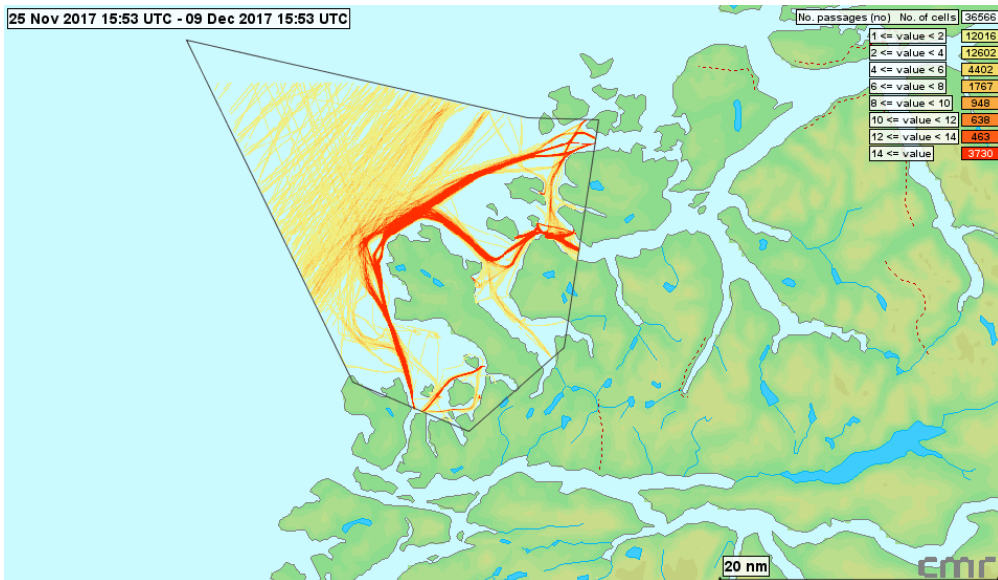 25 Nov 2017 15:53 UTC - 09 Dec 2017 15:53 UTC
No. passages (no) No. of cells 36566
1 <= value < 2 12016
2 <= value < 4 12602
4 <= value < 6 4402
6 <= value < 8 1767
8 <= value < 10 948
10 <= value < 12 638
12 <= value < 14 463
14 <= value 3730
20 nm
cmr